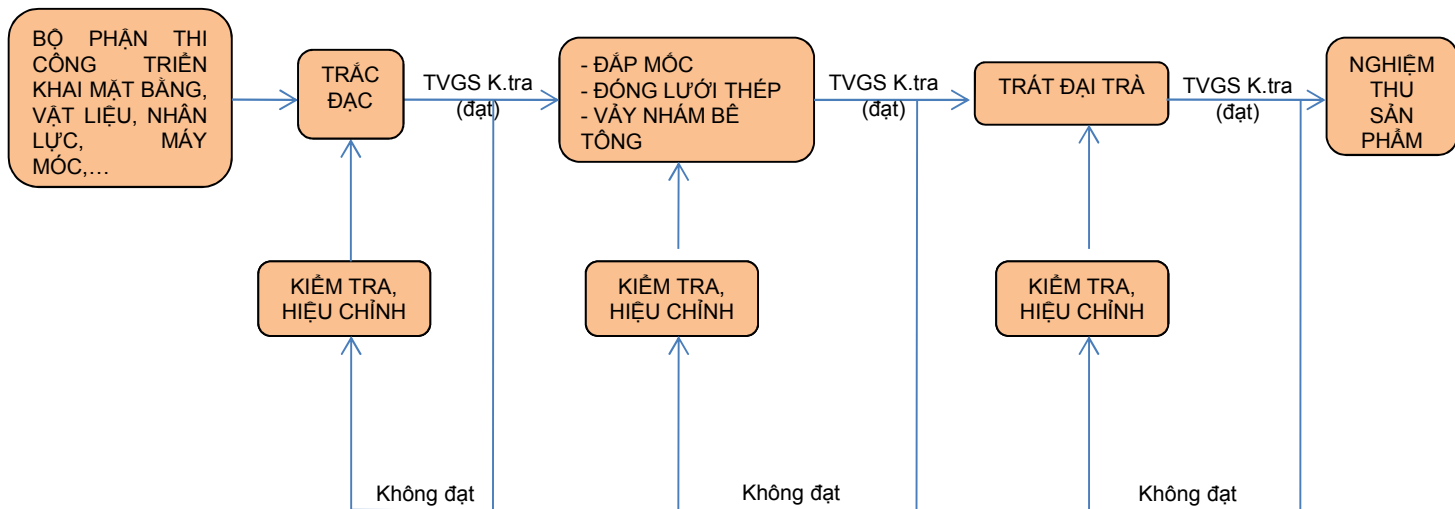 BỘ PHẬN THI
CÔNG TRIỂN
KHAI MẶT BẰNG,
VẬT LIỆU, NHÂN
LỰC, MÁY
MÓC,…
TRẮC
ĐẠC
TVGS K.tra
(đạt)
- ĐẮP MỐC
- ĐÓNG LƯỚI THÉP
- VẢY NHÁM BÊ
TÔNG
TVGS K.tra
(đạt)
TRÁT ĐẠI TRÀ
TVGS K.tra
(đạt)
NGHIỆM
THU
SẢN
PHẨM
KIỂM TRA,
HIỆU CHỈNH
KIỂM TRA,
HIỆU CHỈNH
KIỂM TRA,
HIỆU CHỈNH
Không đạt
Không đạt
Không đạt